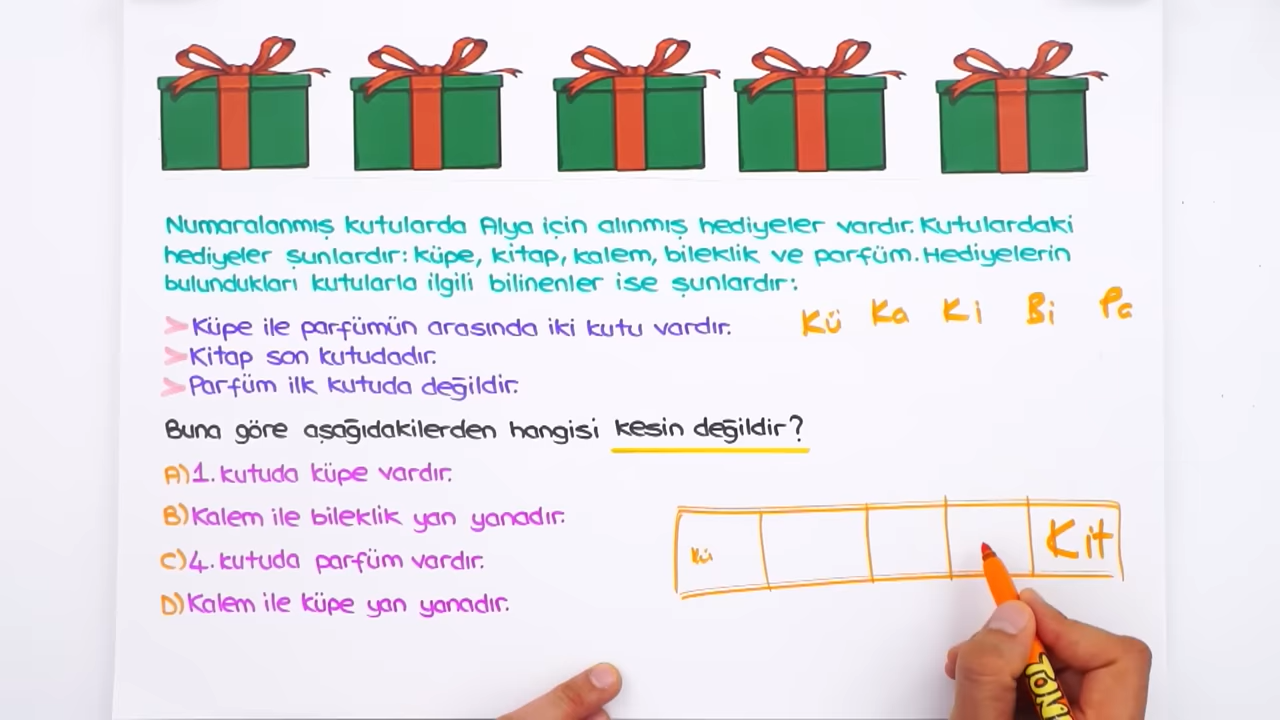 Numaralanmış kutularda Alya için alınmış hediyeler vardır. Kutulardaki
hediyeler şunlardır: küpe, kitap, kalem, bileklik ve parfüm. Hediyelerin
bulundukları kutularla ilgili bilinenler ise şunlardır:
Kü Ka Ki Bi Pa
Küpe ile parfümün arasında iki kutu vardır.
Kitap son kutudadır.
Parfüm ilk kutuda değildir.
Buna göre aşağıdakilerden hangisi kesin değildir?
A) 1. kutuda küpe vardır.
B) Kalem ile bileklik yan yanadır.
C) 4. kutuda parfüm vardır.
D) Kalem ile küpe yan yanadır.
Kü Kit